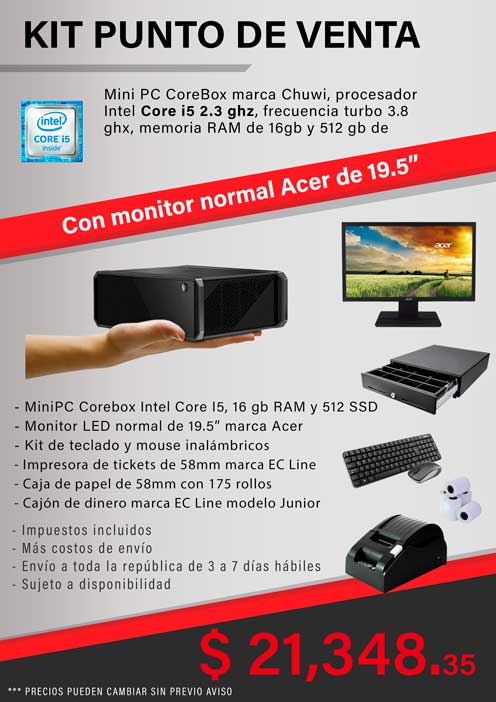 KIT PUNTO DE VENTA
Mini PC CoreBox marca Chuwi, procesador
Intel Core i5 2.3 ghz, frecuencia turbo 3.8
ghx, memoria RAM de 16gb y 512 gb de
intel
CORE i5
inside
Con monitor normal Acer de 19.5”
acer
- MiniPC Corebox Intel Core I5, 16 gb RAM y 512 SSD
- Monitor LED normal de 19.5” marca Acer
- Kit de teclado y mouse inalámbricos
- Impresora de tickets de 58mm marca EC Line
- Caja de papel de 58mm con 175 rollos
- Cajón de dinero marca EC Line modelo Junior
- Impuestos incluidos
- Más costos de envío
- Envío a toda la república de 3 a 7 días hábiles
- Sujeto a disponibilidad
$ 21,348.35
*** PRECIOS PUEDEN CAMBIAR SIN PREVIO AVISO